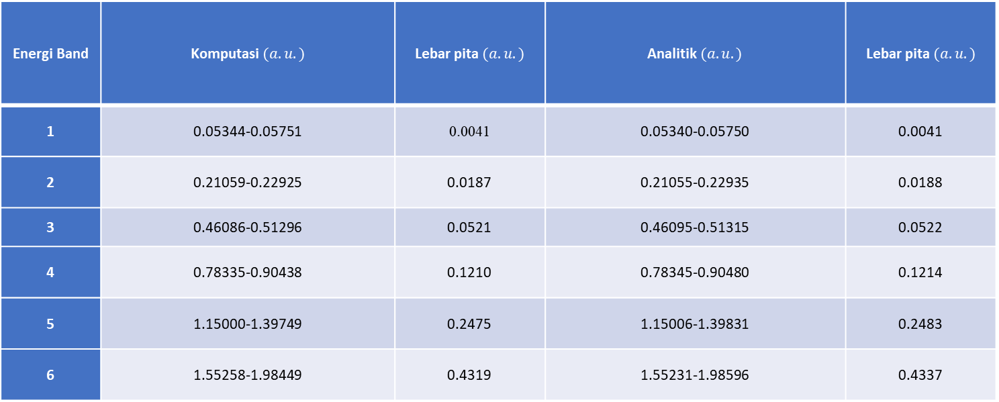 Energi Band Komputasi (a.u.) Lebar pita (a.u.) Analitik (a.u.) Lebar pita (a.u.)
1 0.05344-0.05751 0.0041 0.05340-0.05750 0.0041
2 0.21059-0.22925 0.0187 0.21055-0.22935 0.0188
3 0.46086-0.51296 0.0521 0.46095-0.51315 0.0522
4 0.78335-0.90438 0.1210 0.78345-0.90480 0.1214
5 1.15000-1.39749 0.2475 1.15006-1.39831 0.2483
6 1.55258-1.98449 0.4319 1.55231-1.98596 0.4337